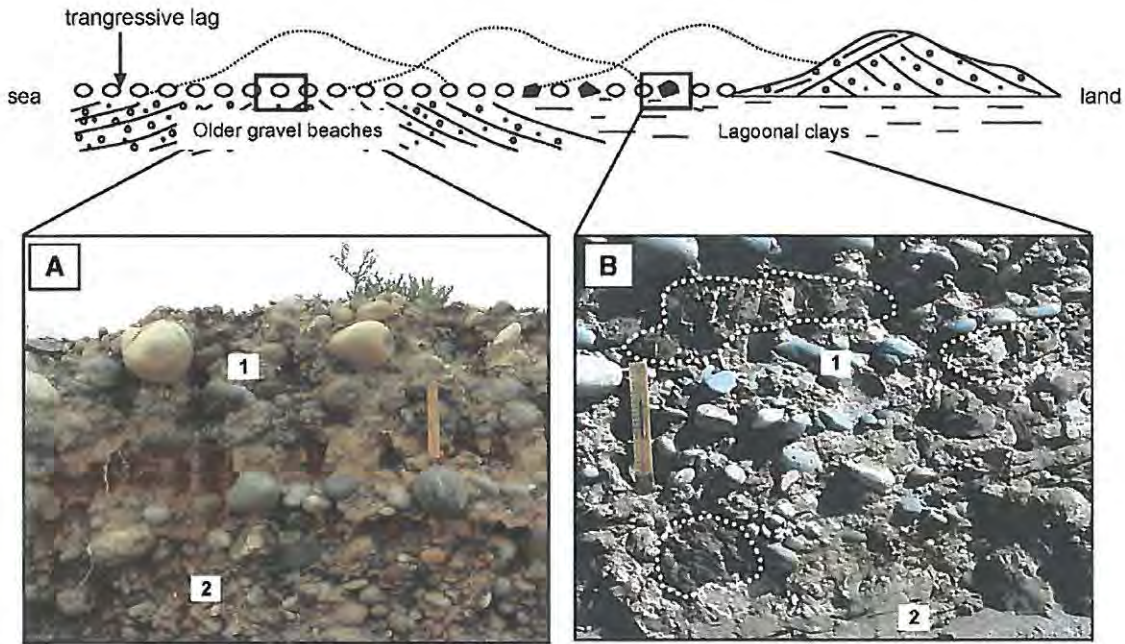 trangressive lag
sea
land
Older gravel beaches
Lagoonal clays
A
B
1
1
2
2